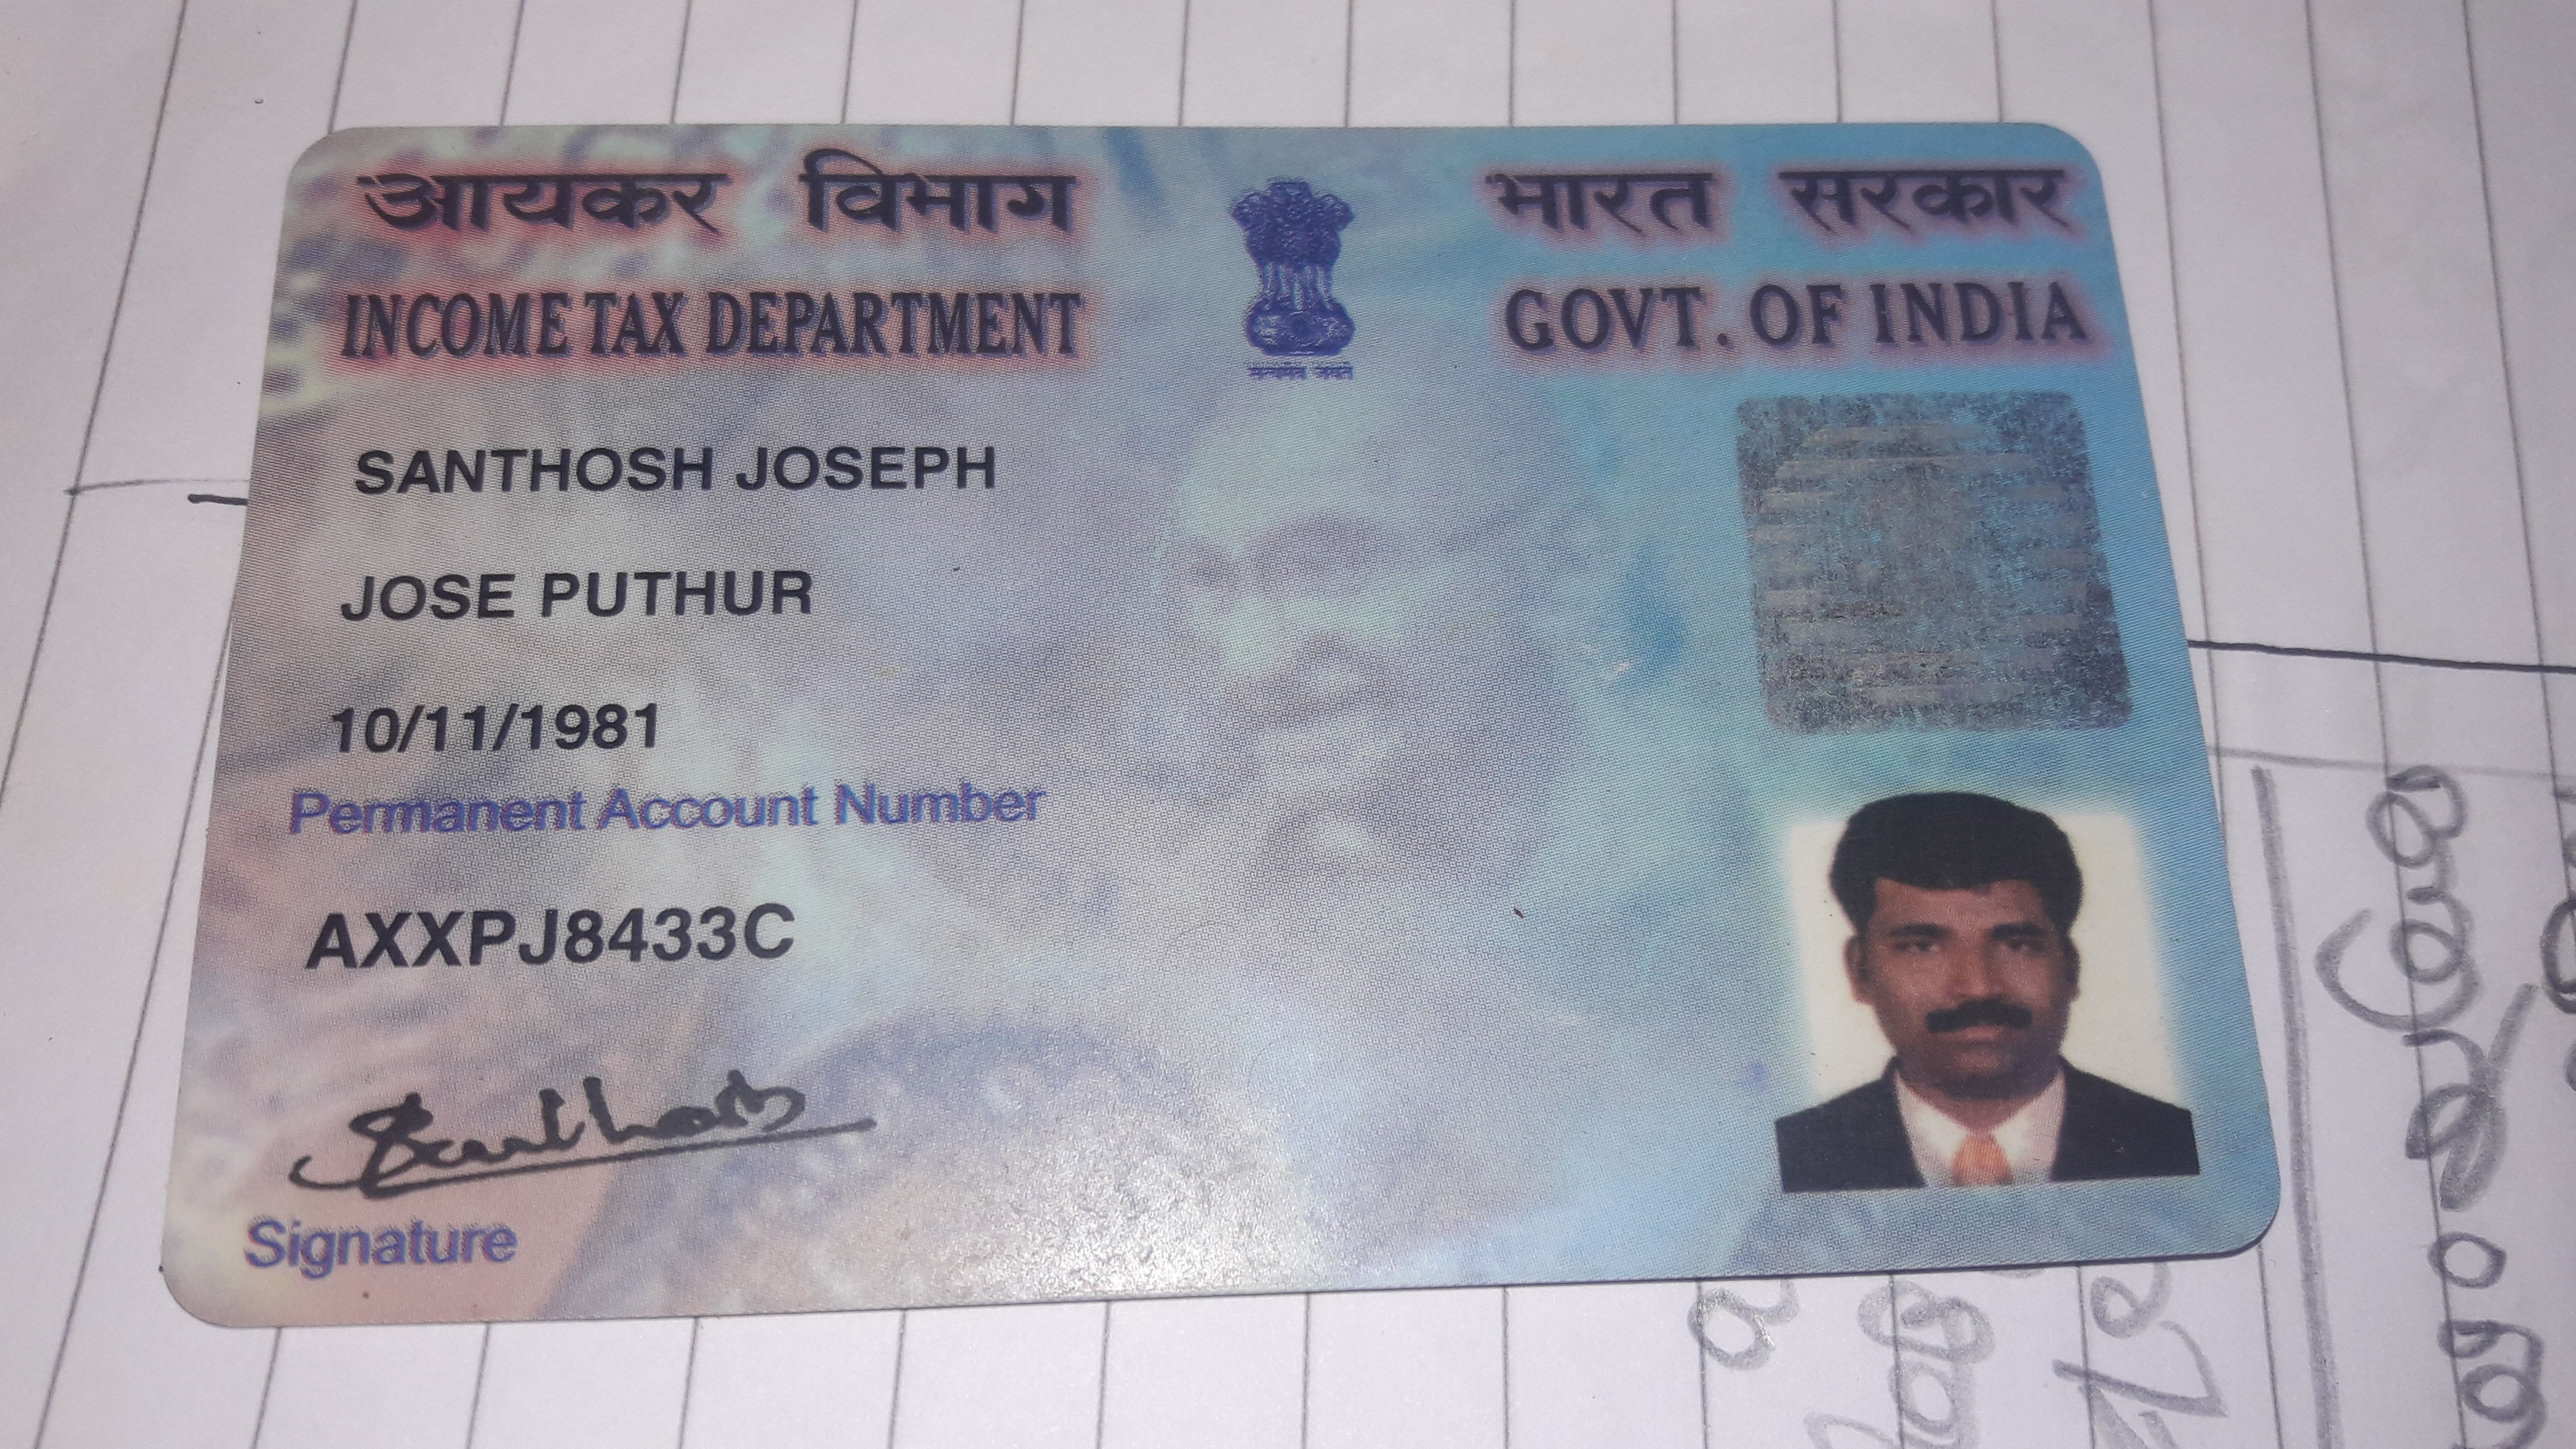 आयकर विभाग
INCOME TAX DEPARTMENT
भारत सरकार
GOVT. OF INDIA
सत्यमेव जयते
SANTHOSH JOSEPH
JOSE PUTHUR
10/11/1981
Permanent Account Number
AXXPJ8433C
Santhosh
Signature